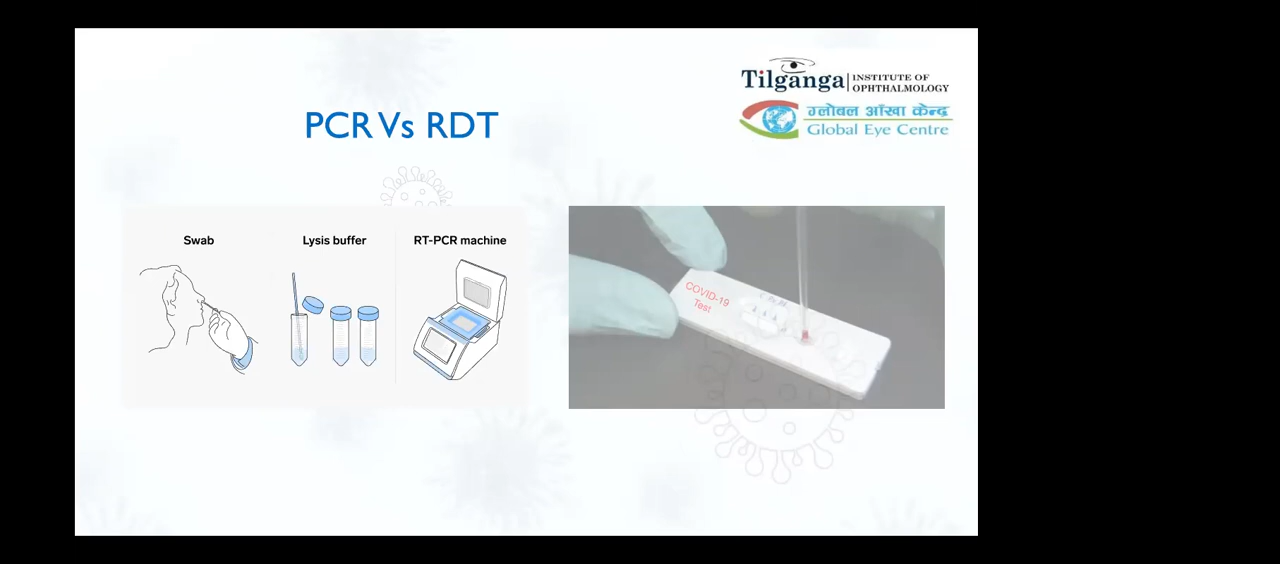 Tilganga INSTITUTE OF
OPHTHALMOLOGY
ग्लोबल आँखा केन्द्र
Global Eye Centre
PCR Vs RDT
Swab
Lysis buffer
RT-PCR machine
COVID-19
Test